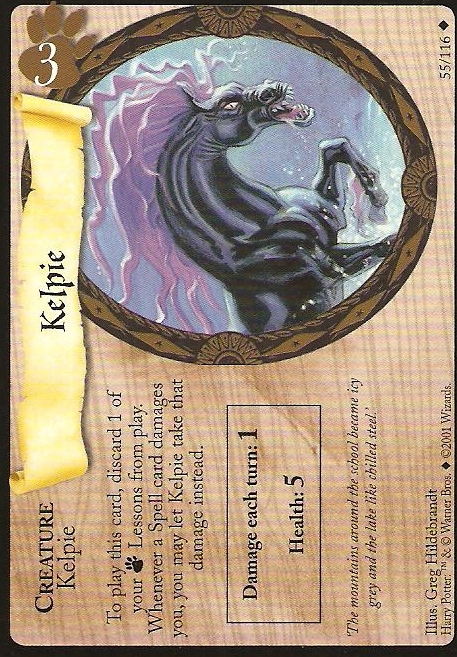 3
Kelpie
CREATURE
Kelpie
To play this card, discard 1 of
your Lessons from play.
Whenever a Spell card damages
you, you may let Kelpie take that
damage instead.
Damage each turn: 1
Health: 5
'The mountains around the school became icy
grey and the lake like chilled steel.'
Illus. Greg Hildebrandt
Harry Potter™ & © Warner Bros. ◆ ©2001 Wizards.
55/116 ◆